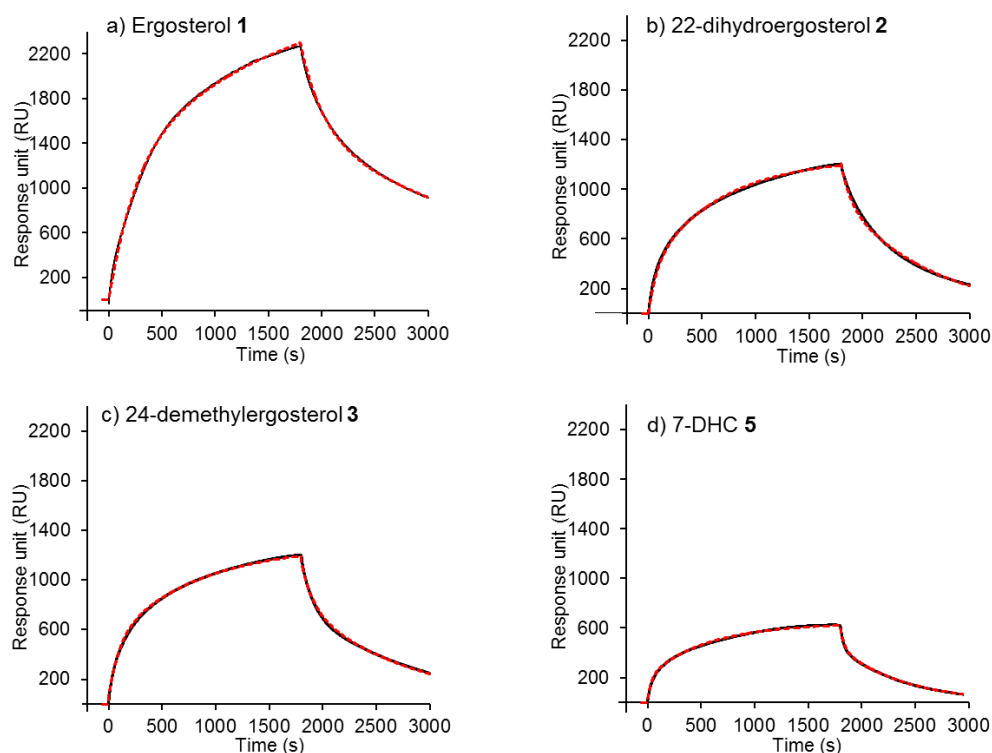 a) Ergosterol 1
Response unit (RU)
2200
1800
1400
1000
600
200
0 500 1000 1500 2000 2500 3000
Time (s)
b) 22-dihydroergosterol 2
Response unit (RU)
2200
1800
1400
1000
600
200
0 500 1000 1500 2000 2500 3000
Time (s)
c) 24-demethylergosterol 3
Response unit (RU)
2200
1800
1400
1000
600
200
0 500 1000 1500 2000 2500 3000
Time (s)
d) 7-DHC 5
Response unit (RU)
2200
1800
1400
1000
600
200
0 500 1000 1500 2000 2500 3000
Time (s)